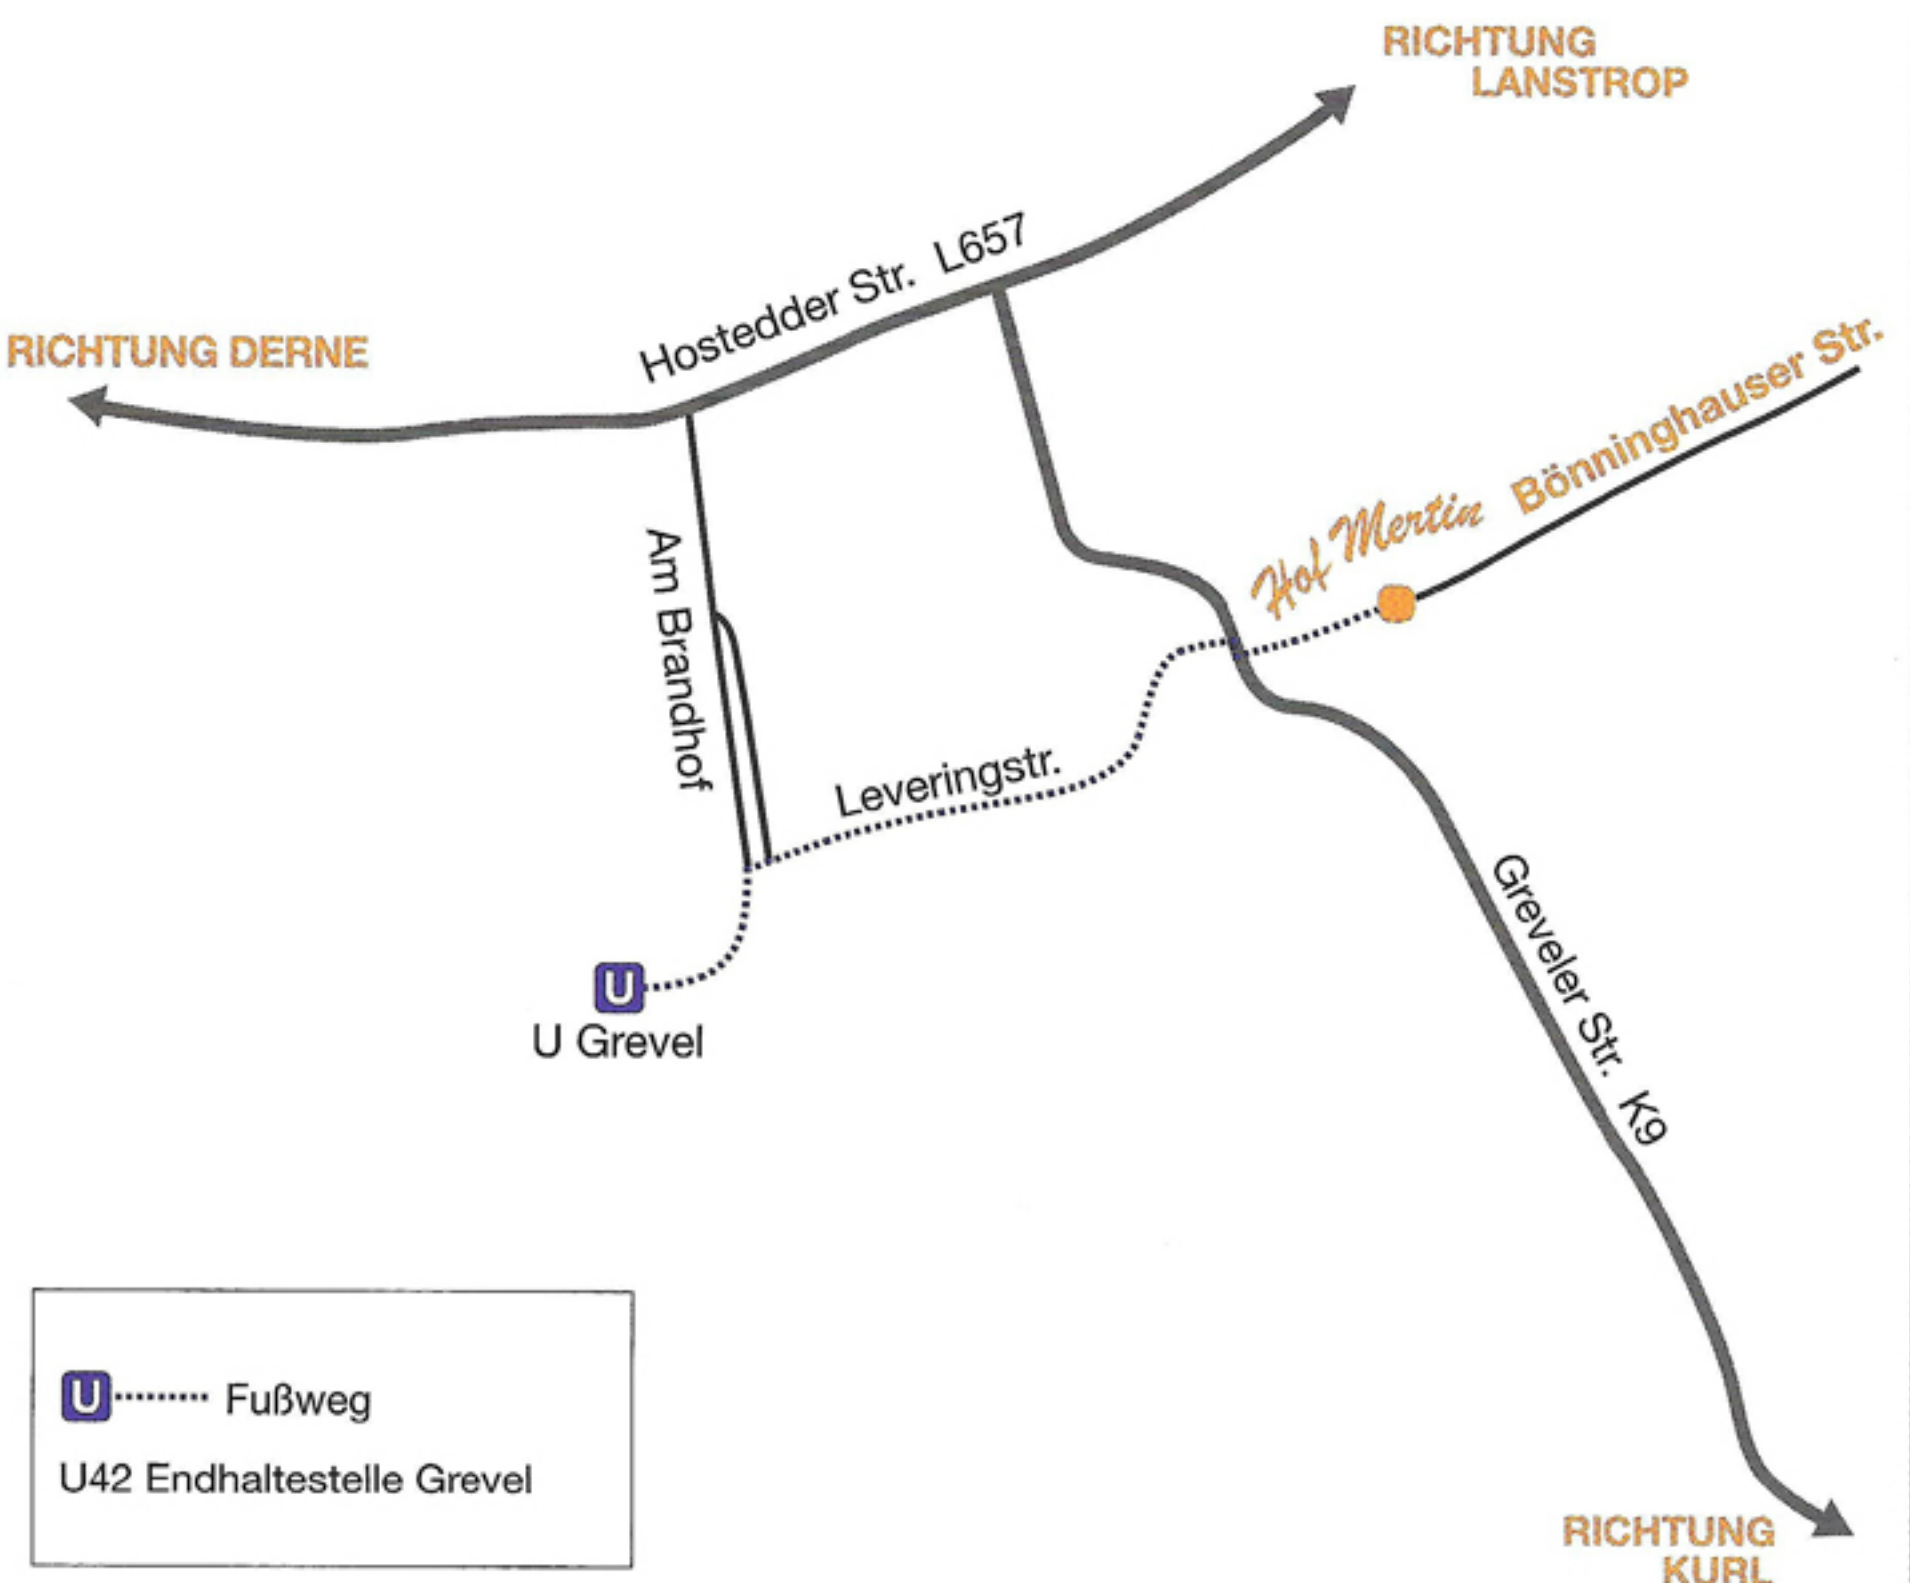 RICHTUNG
LANSTROP
Hostedder Str. L657
RICHTUNG DERNE
Bönninghauser Str.
Hof Mertin
Am Brandhof
Leveringstr.
Greveler Str. K9
U
U Grevel
U Fußweg
U42 Endhaltestelle Grevel
RICHTUNG
KURL